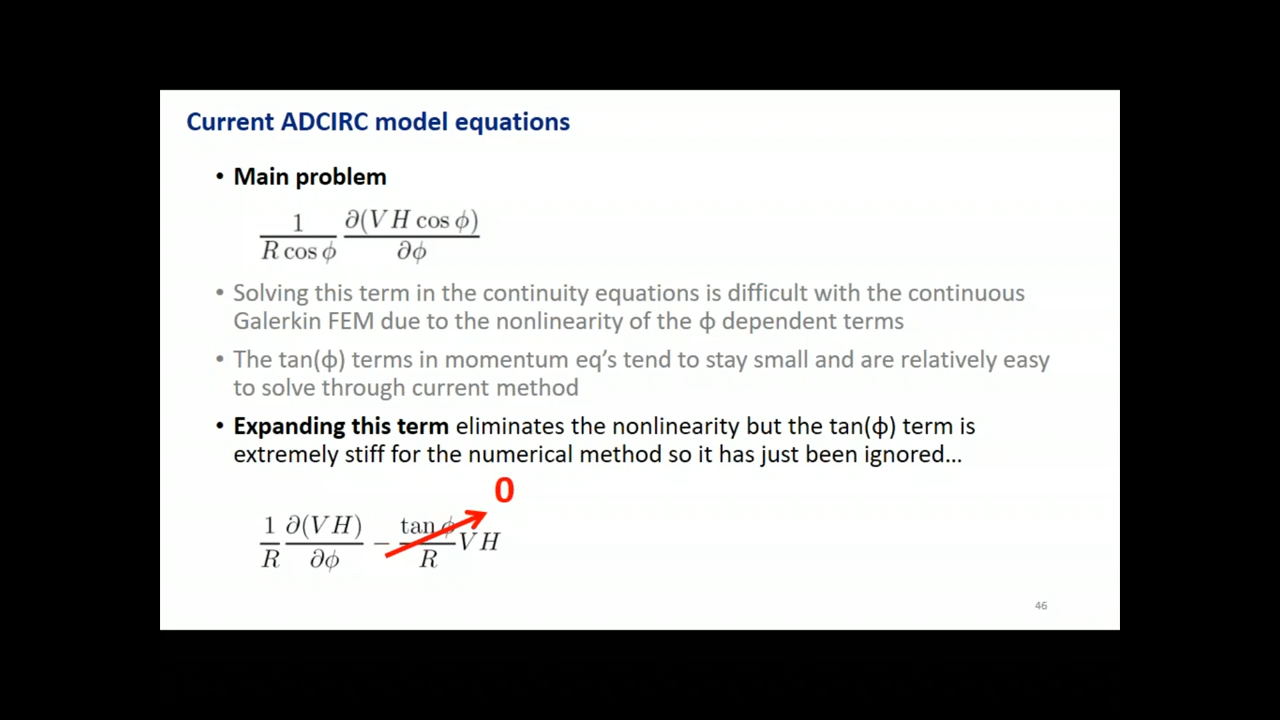 Current ADCIRC model equations
• Main problem
1 ∂(VH cos ϕ)
R cos ϕ ∂ϕ
• Solving this term in the continuity equations is difficult with the continuous
Galerkin FEM due to the nonlinearity of the ϕ dependent terms
• The tan(ϕ) terms in momentum eq's tend to stay small and are relatively easy
to solve through current method
• Expanding this term eliminates the nonlinearity but the tan(ϕ) term is
extremely stiff for the numerical method so it has just been ignored…
0
1 ∂(VH) − tan ϕ VH
R ∂ϕ R
46